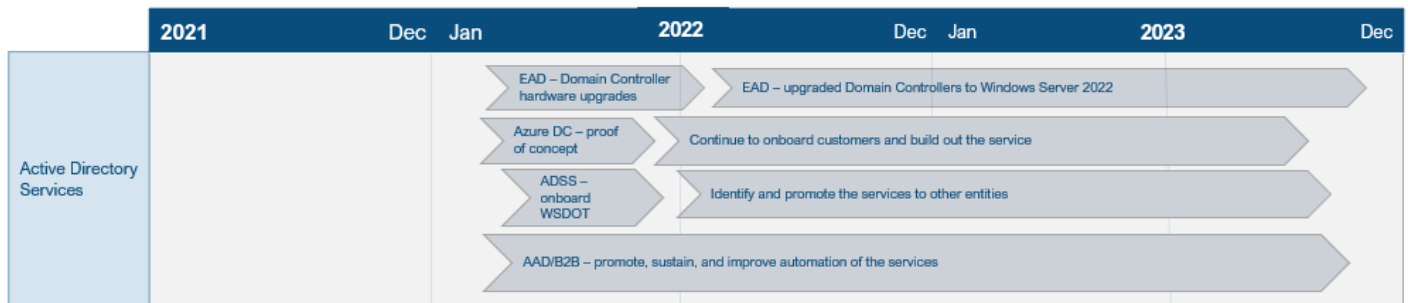 2021 Dec Jan 2022 Dec Jan 2023 Dec
Active Directory
Services
EAD – Domain Controller
hardware upgrades
EAD – upgraded Domain Controllers to Windows Server 2022
Azure DC – proof
of concept
Continue to onboard customers and build out the service
ADSS –
onboard
WSDOT
Identify and promote the services to other entities
AAD/B2B – promote, sustain, and improve automation of the services